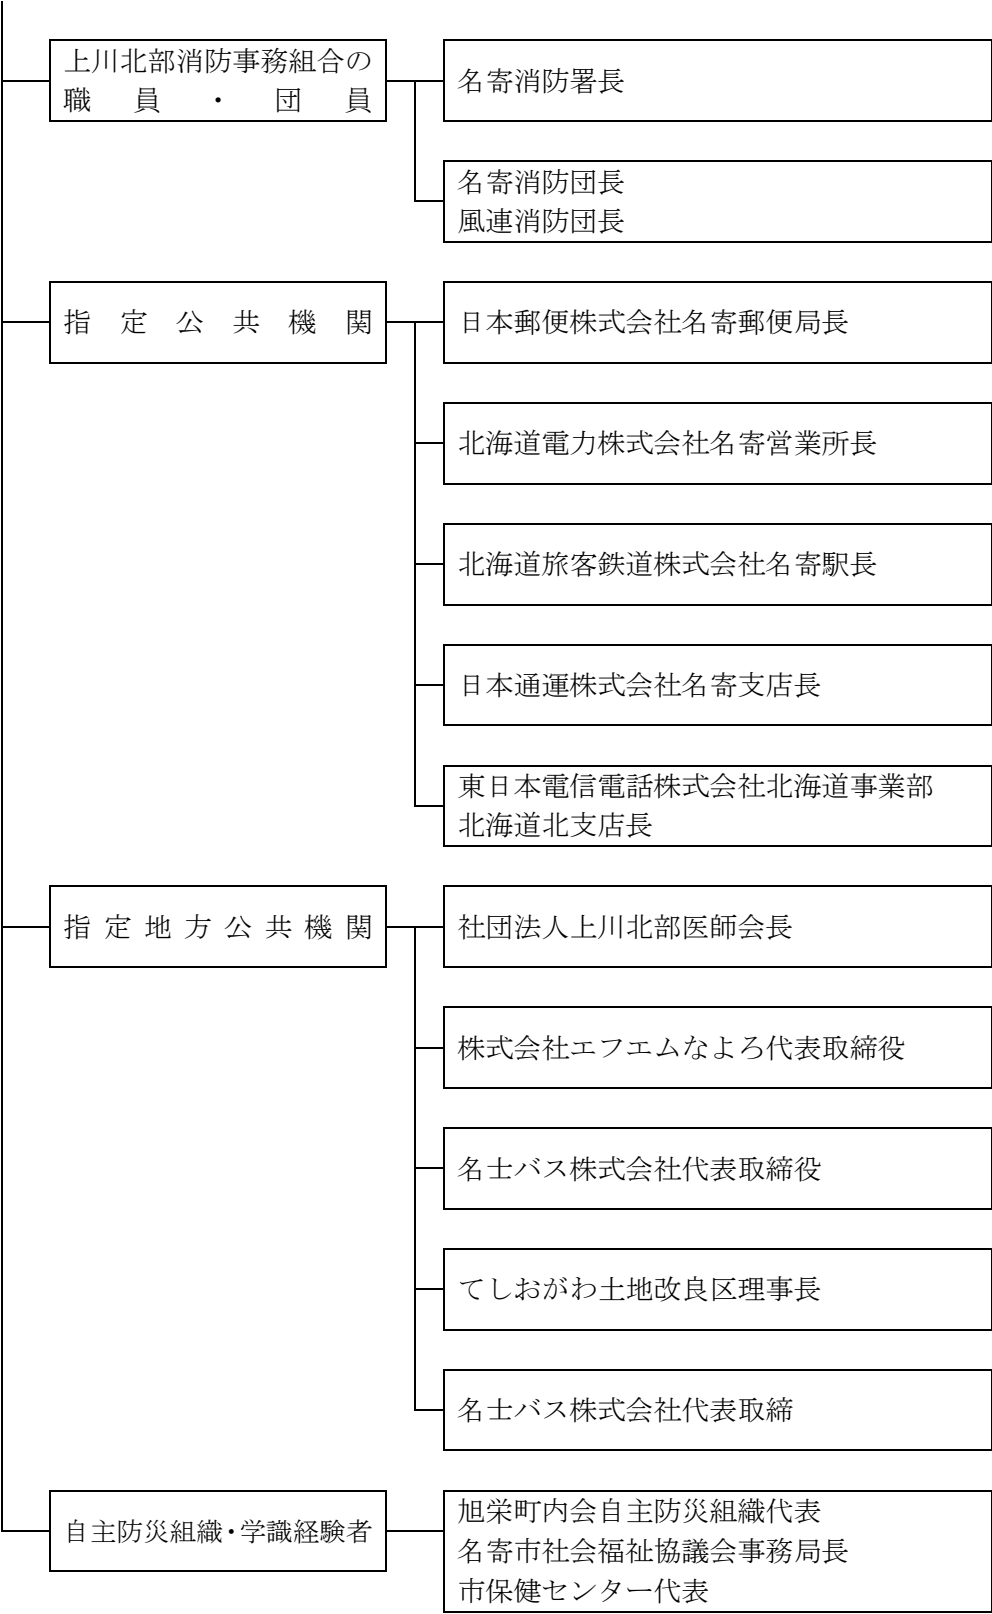 上川北部消防事務組合の
職員・団員
名寄消防署長
名寄消防団長
風連消防団長
指定公共機関
日本郵便株式会社名寄郵便局長
北海道電力株式会社名寄営業所長
北海道旅客鉄道株式会社名寄駅長
日本通運株式会社名寄支店長
東日本電信電話株式会社北海道事業部
北海道北支店長
指定地方公共機関
社団法人上川北部医師会長
株式会社エフエムなよろ代表取締役
名士バス株式会社代表取締役
てしおがわ土地改良区理事長
名士バス株式会社代表取締
自主防災組織・学識経験者
旭栄町内会自主防災組織代表
名寄市社会福祉協議会事務局長
市保健センター代表